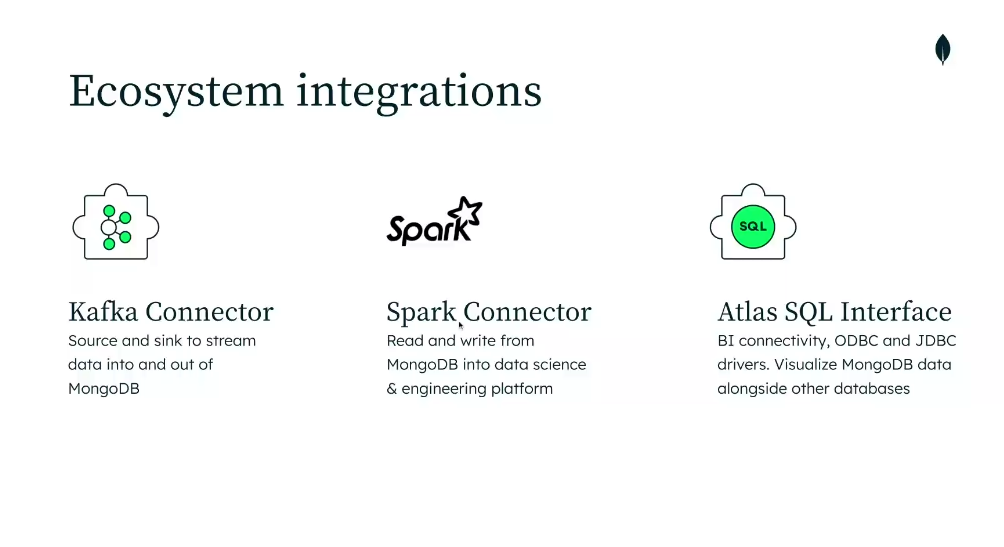 Ecosystem integrations
Spark
SQL
Kafka Connector
Source and sink to stream
data into and out of
MongoDB
Spark Connector
Read and write from
MongoDB into data science
& engineering platform
Atlas SQL Interface
BI connectivity, ODBC and JDBC
drivers. Visualize MongoDB data
alongside other databases